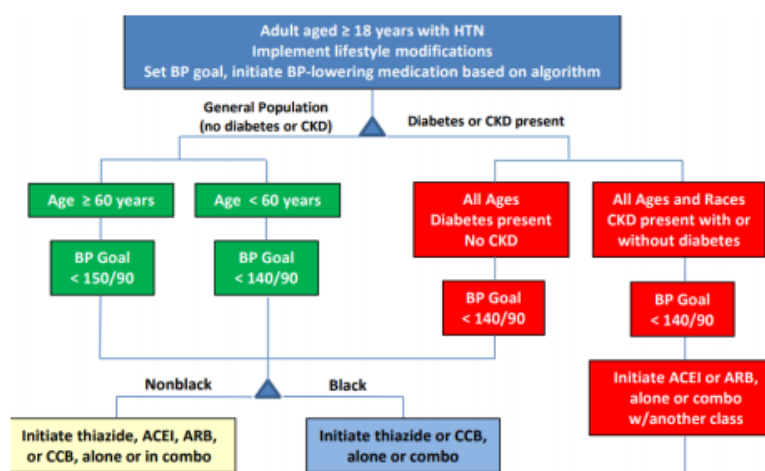 Adult aged ≥ 18 years with HTN
Implement lifestyle modifications
Set BP goal, initiate BP-lowering medication based on algorithm
General Population
(no diabetes or CKD)
Diabetes or CKD present
Age ≥ 60 years
Age < 60 years
All Ages
Diabetes present
No CKD
All Ages and Races
CKD present with or
without diabetes
BP Goal
< 150/90
BP Goal
< 140/90
BP Goal
< 140/90
BP Goal
< 140/90
Nonblack
Black
Initiate thiazide, ACEI, ARB,
or CCB, alone or in combo
Initiate thiazide or CCB,
alone or combo
Initiate ACEI or ARB,
alone or combo
w/another class